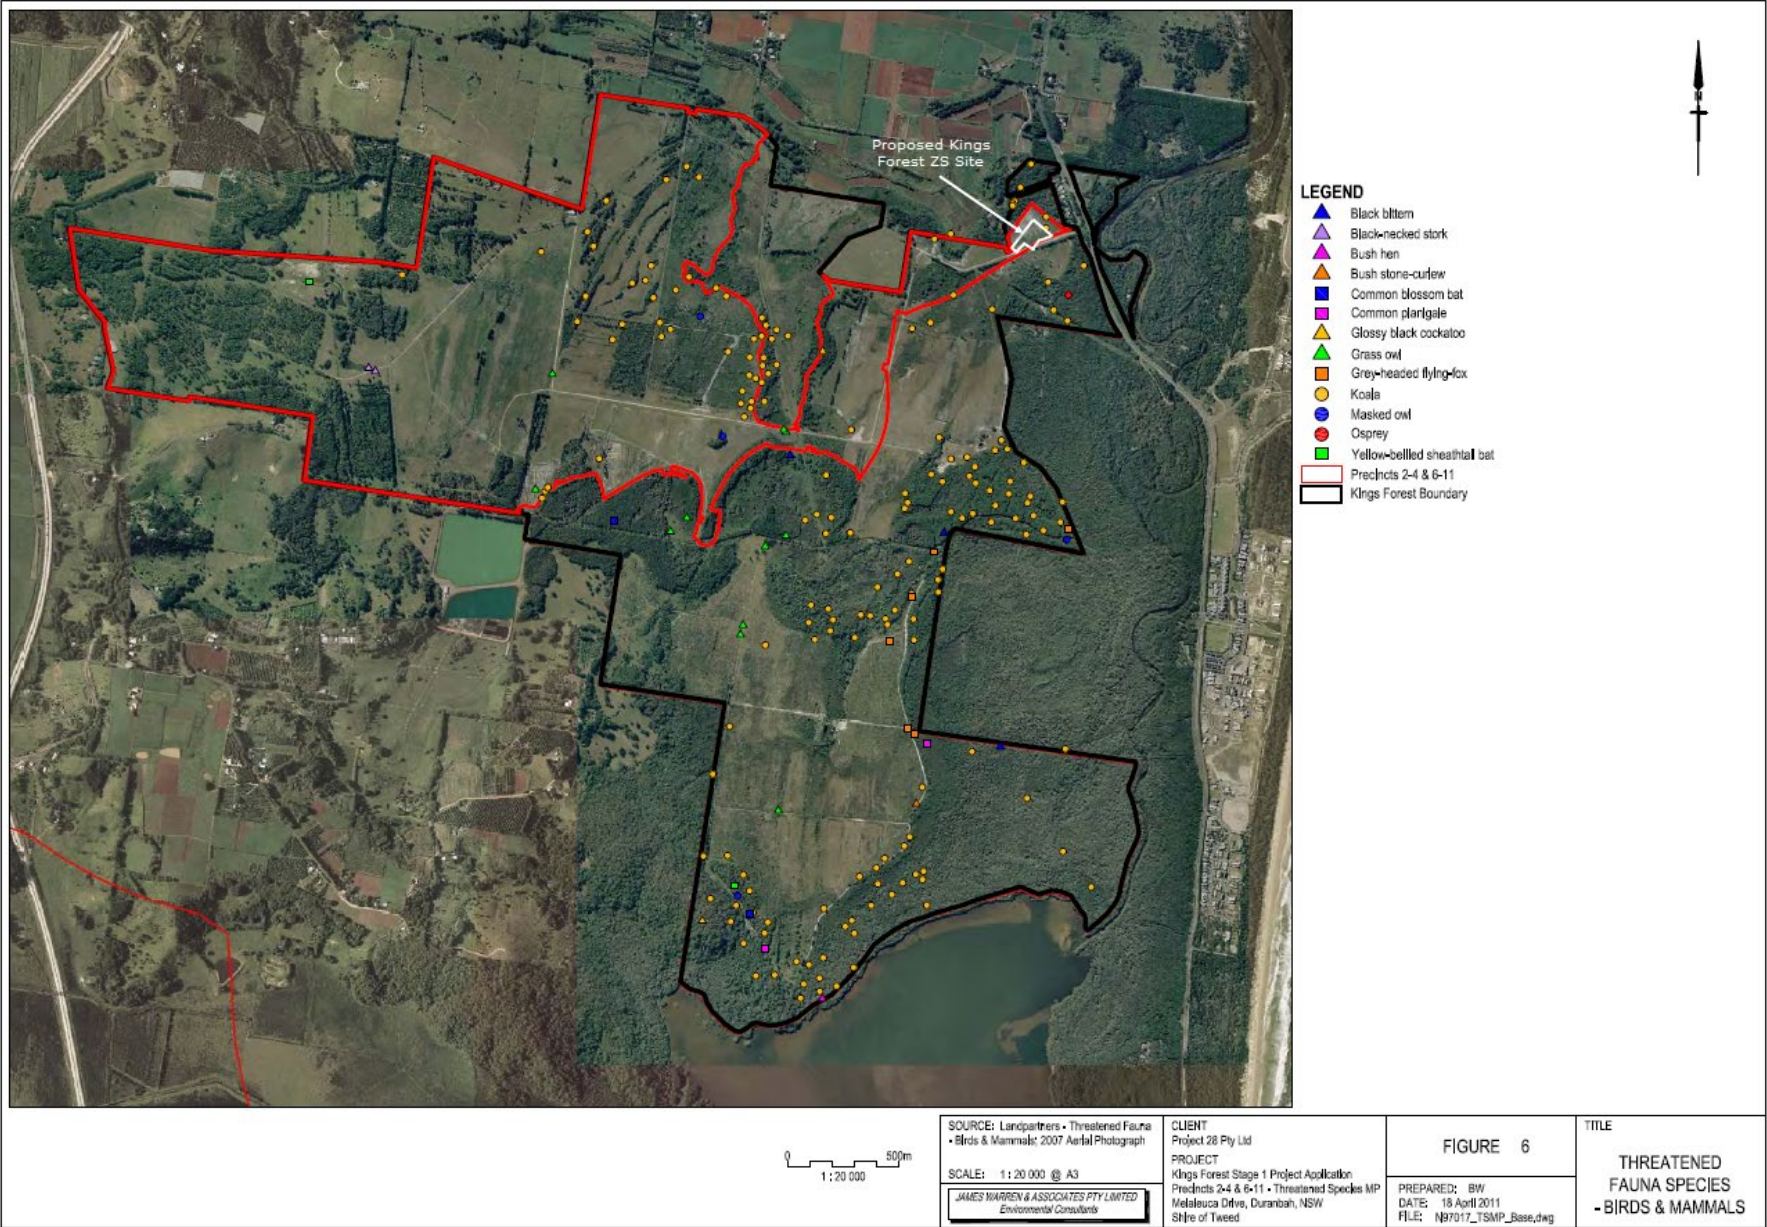 Proposed Kings
Forest ZS Site
N
LEGEND
Black bittern
Black-necked stork
Bush hen
Bush stone-curlew
Common blossom bat
Common planigale
Glossy black cockatoo
Grass owl
Grey-headed flying-fox
Koala
Masked owl
Osprey
Yellow-bellied sheathtail bat
Precincts 2-4 & 6-11
Kings Forest Boundary
0 500m
1:20 000
SOURCE: Landpartners - Threatened Fauna
- Birds & Mammals; 2007 Aerial Photograph
SCALE: 1 : 20 000 @ A3
JAMES WARREN & ASSOCIATES PTY LIMITED
Environmental Consultants
CLIENT
Project 28 Pty Ltd
PROJECT
Kings Forest Stage 1 Project Application
Precincts 2-4 & 6-11 - Threatened Species MP
Melaleuca Drive, Duranbah, NSW
Shire of Tweed
FIGURE 6
PREPARED: BW
DATE: 18 April 2011
FILE: N97017_TSMP_Base.dwg
TITLE
THREATENED
FAUNA SPECIES
- BIRDS & MAMMALS